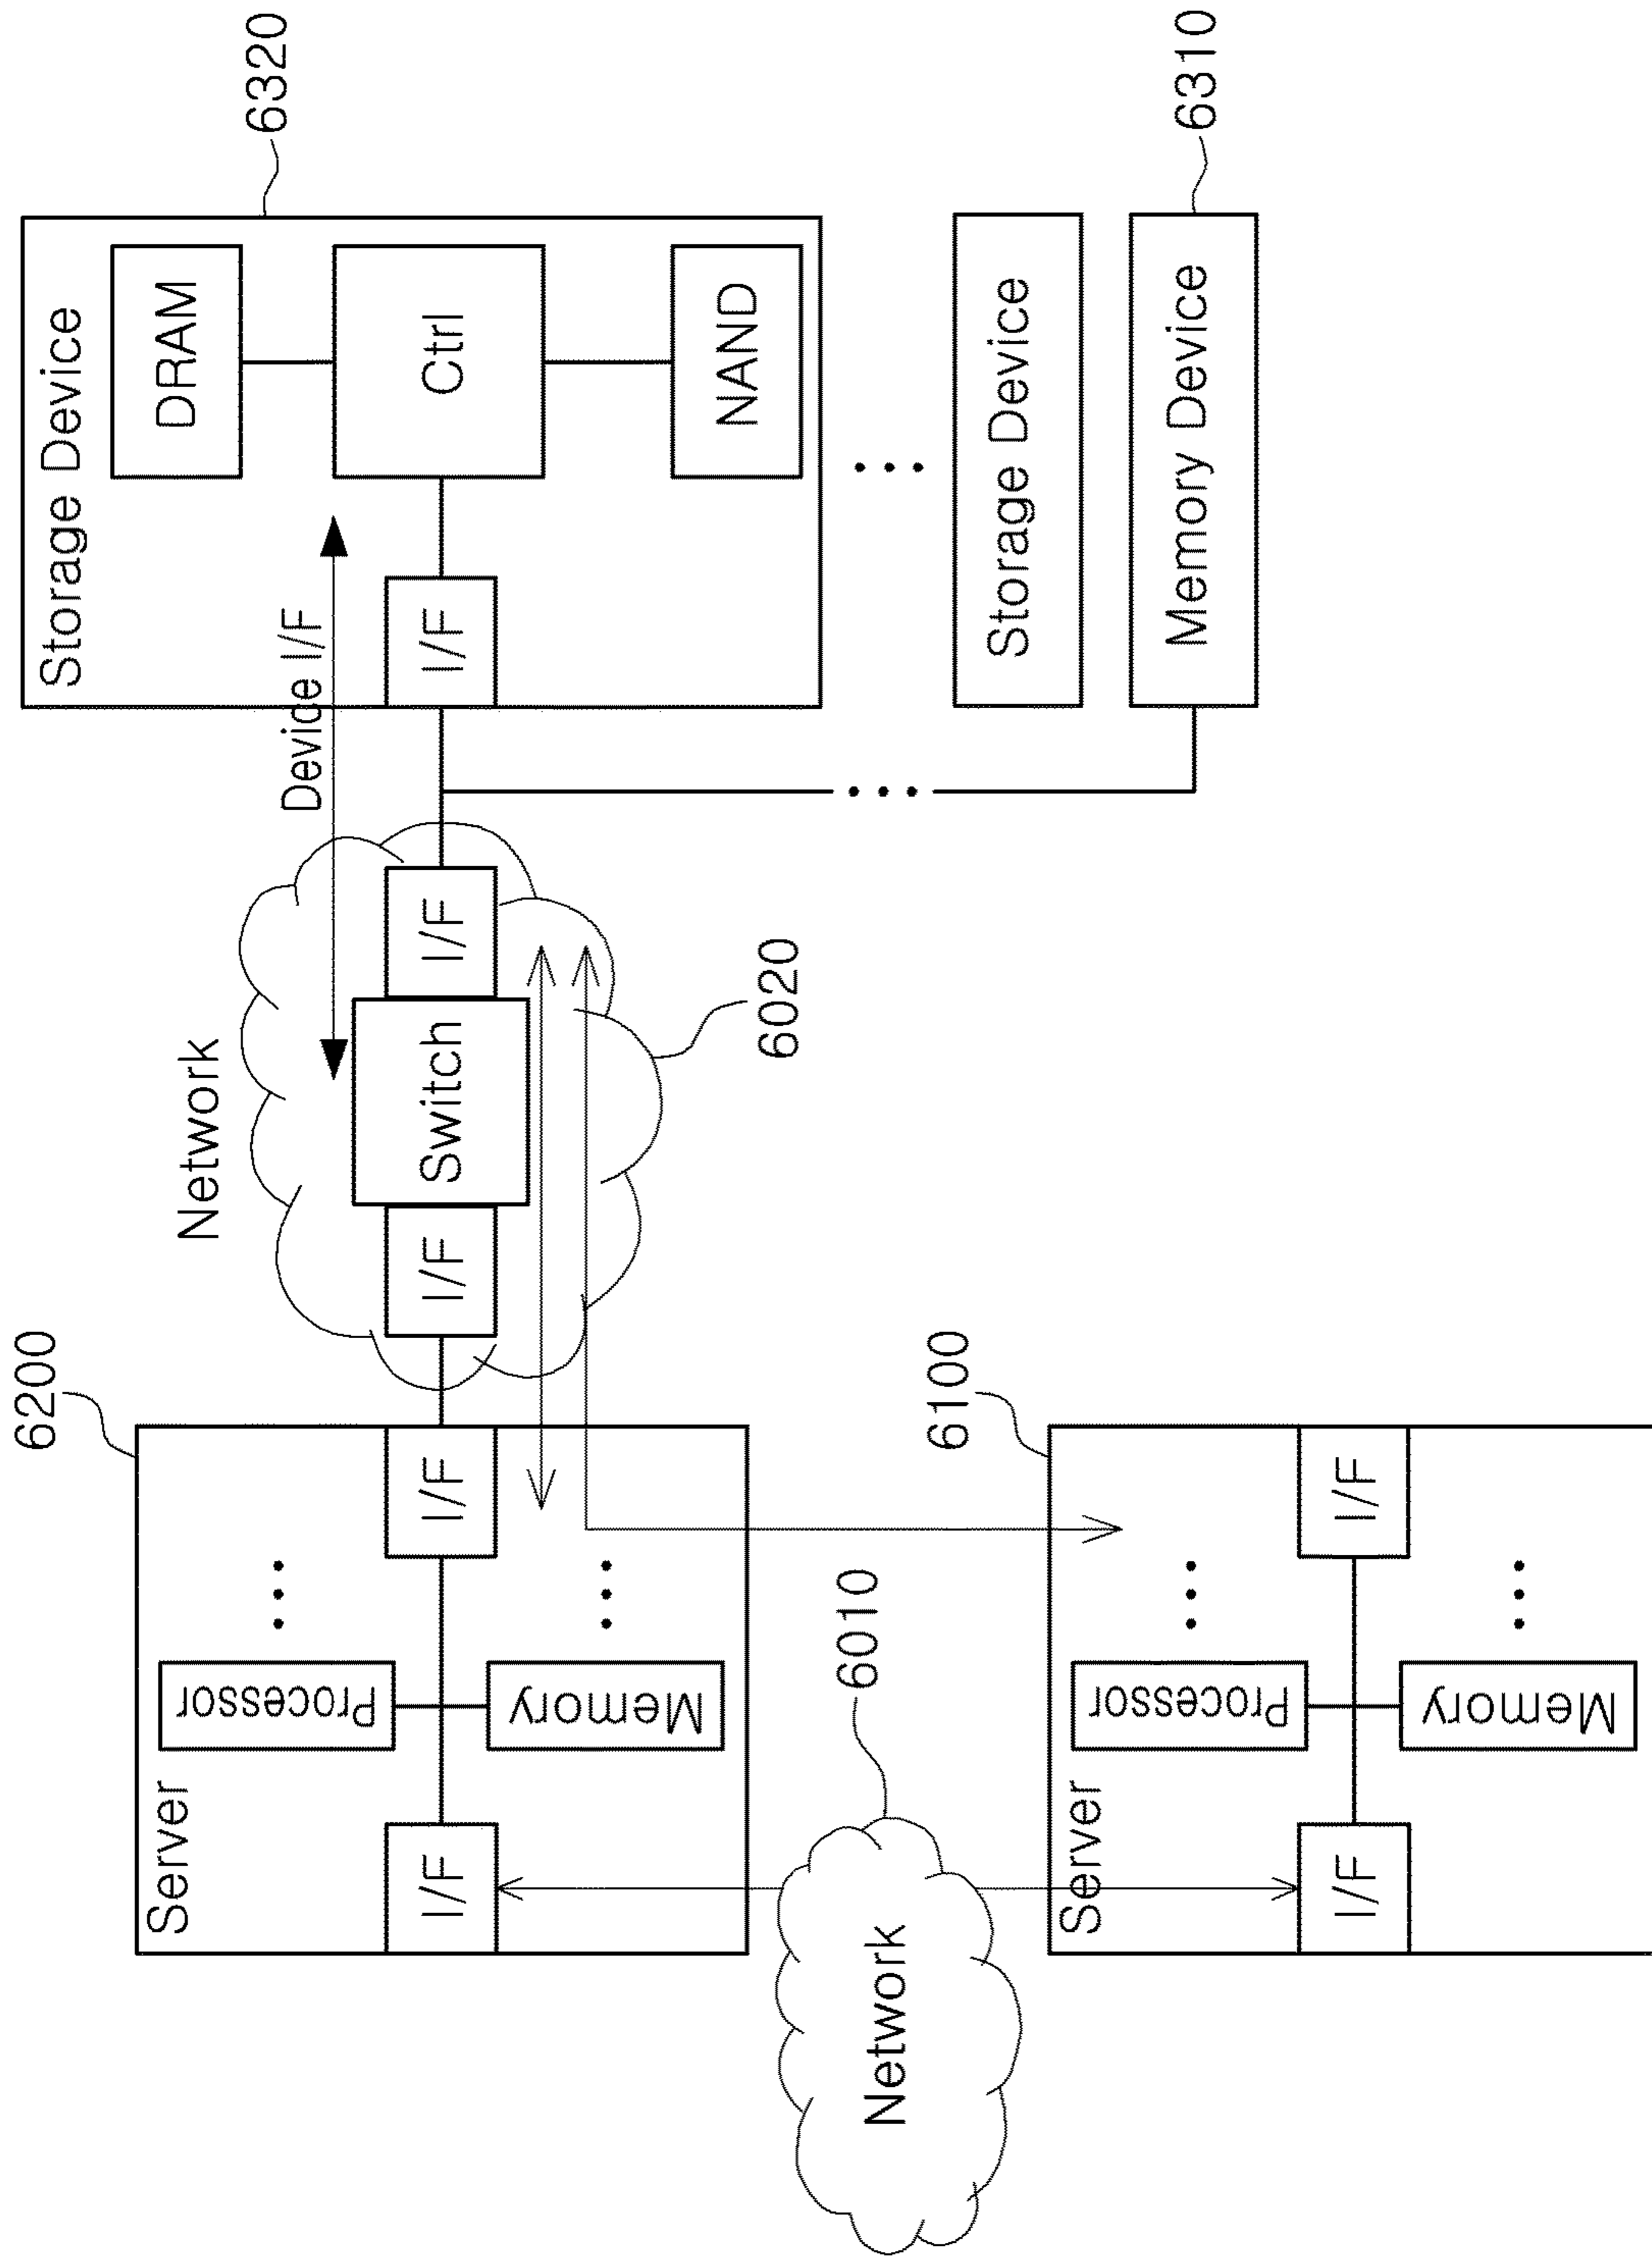 6320
Storage Device
DRAM
Ctrl
NAND
I/F
Device I/F
Storage Device
Memory Device
6310
Network
I/F
Switch
I/F
6020
6200
Server
I/F
Processor
Memory
I/F
6010
Network
6100
Server
I/F
Processor
Memory
I/F